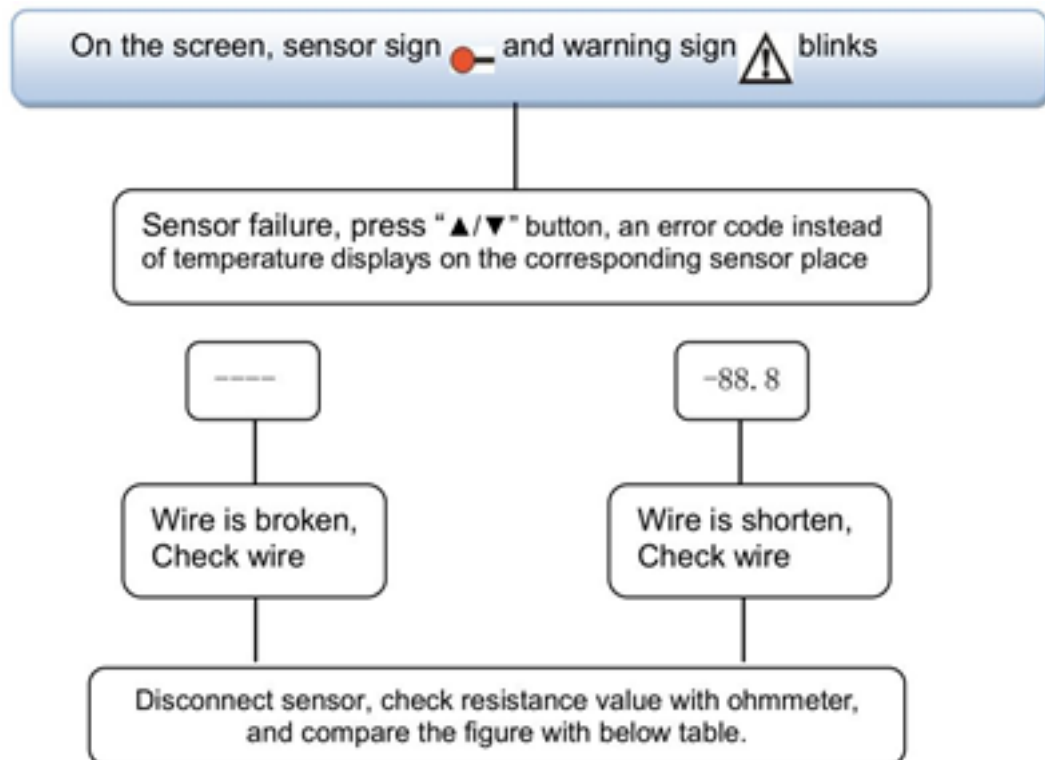 On the screen, sensor sign and warning sign blinks
Sensor failure, press “▲/▼” button, an error code instead
of temperature displays on the corresponding sensor place
----
-88.8
Wire is broken,
Check wire
Wire is shorten,
Check wire
Disconnect sensor, check resistance value with ohmmeter,
and compare the figure with below table.